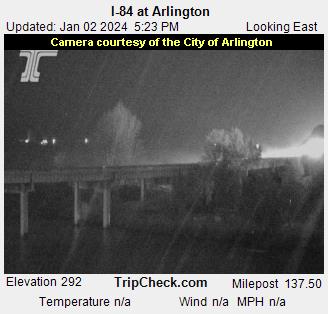 I-84 at Arlington
Updated: Jan 02 2024 5:23 PM Looking East
Camera courtesy of the City of Arlington
Elevation 292 TripCheck.com Milepost 137.50
Temperature n/a Wind n/a MPH n/a